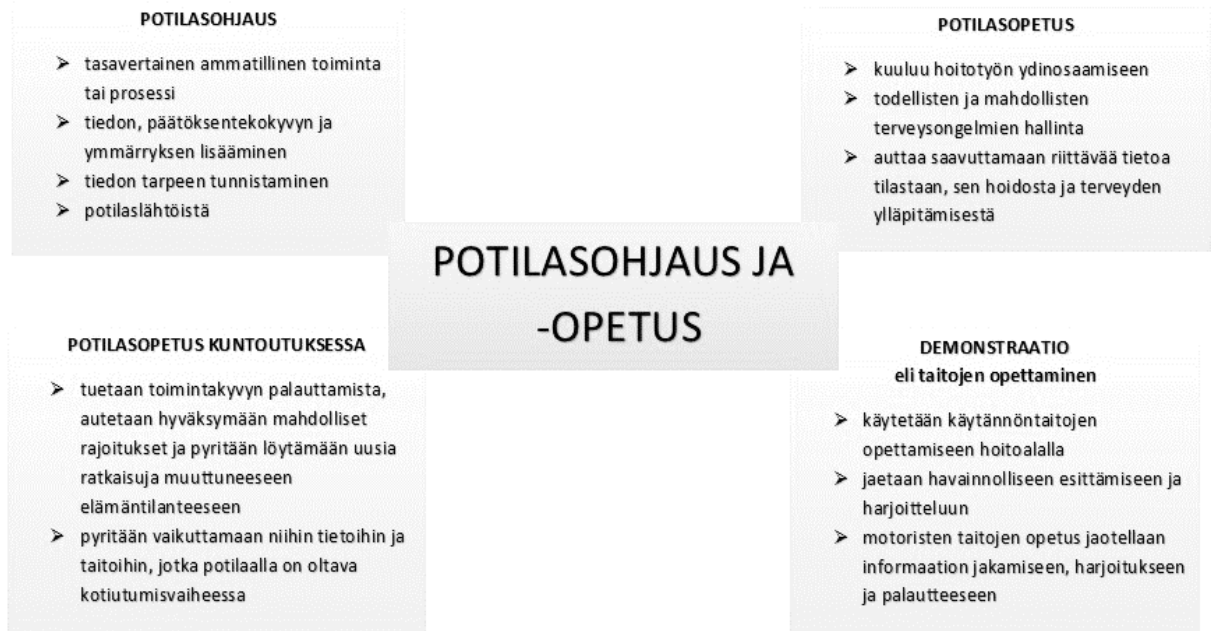 POTILASOHJAUS
➢ tasavertainen ammatillinen toiminta
tai prosessi
➢ tiedon, päätöksentekokyvyn ja
ymmärryksen lisääminen
➢ tiedon tarpeen tunnistaminen
➢ potilaslähtöistä
POTILASOPETUS
➢ kuuluu hoitotyön ydinosaamiseen
➢ todellisten ja mahdollisten
terveysongelmien hallinta
➢ auttaa saavuttamaan riittävää tietoa
tilastaan, sen hoidosta ja terveyden
ylläpitämisestä
POTILASOHJAUS JA
-OPETUS
POTILASOPETUS KUNTOUTUKSESSA
➢ tuetaan toimintakyvyn palauttamista,
autetaan hyväksymään mahdolliset
rajoitukset ja pyritään löytämään uusia
ratkaisuja muuttuneeseen
elämäntilanteeseen
➢ pyritään vaikuttamaan niihin tietoihin ja
taitoihin, jotka potilaalla on oltava
kotiutumisvaiheessa
DEMONSTRAATIO
eli taitojen opettaminen
➢ käytetään käytännöntaitojen
opettamiseen hoitoalalla
➢ jaetaan havainnolliseen esittämiseen ja
harjoitteluun
➢ motoristen taitojen opetus jaotellaan
informaation jakamiseen, harjoitukseen
ja palautteeseen